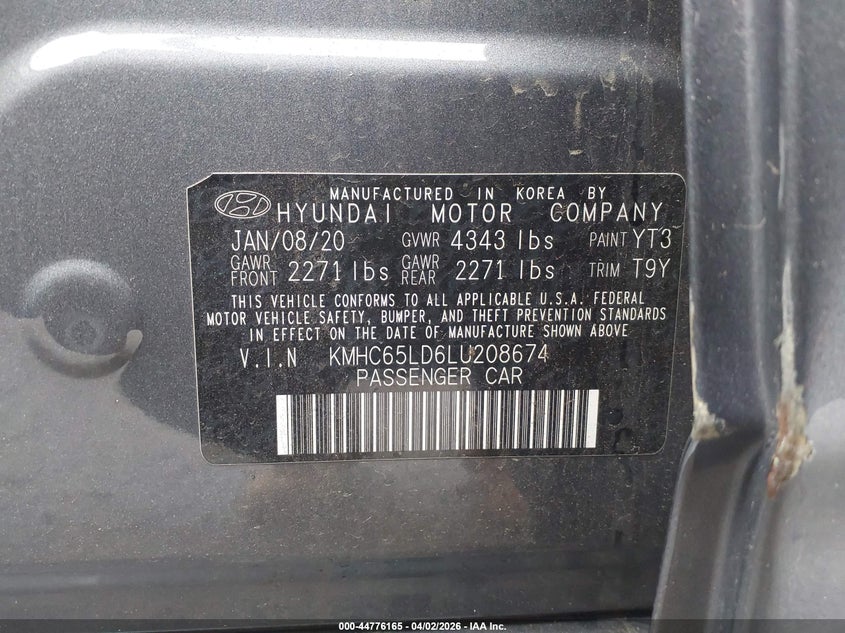 MANUFACTURED IN KOREA BY
HYUNDAI MOTOR COMPANY
JAN/08/20 GVWR 4343 lbs PAINT YT3
GAWR FRONT 2271 lbs GAWR REAR 2271 lbs TRIM T9Y
THIS VEHICLE CONFORMS TO ALL APPLICABLE U.S.A. FEDERAL
MOTOR VEHICLE SAFETY, BUMPER, AND THEFT PREVENTION STANDARDS
IN EFFECT ON THE DATE OF MANUFACTURE SHOWN ABOVE
V.I.N KMHC65LD6LU208674
PASSENGER CAR
000-44776165 - 04/02/2026 - IAA Inc.